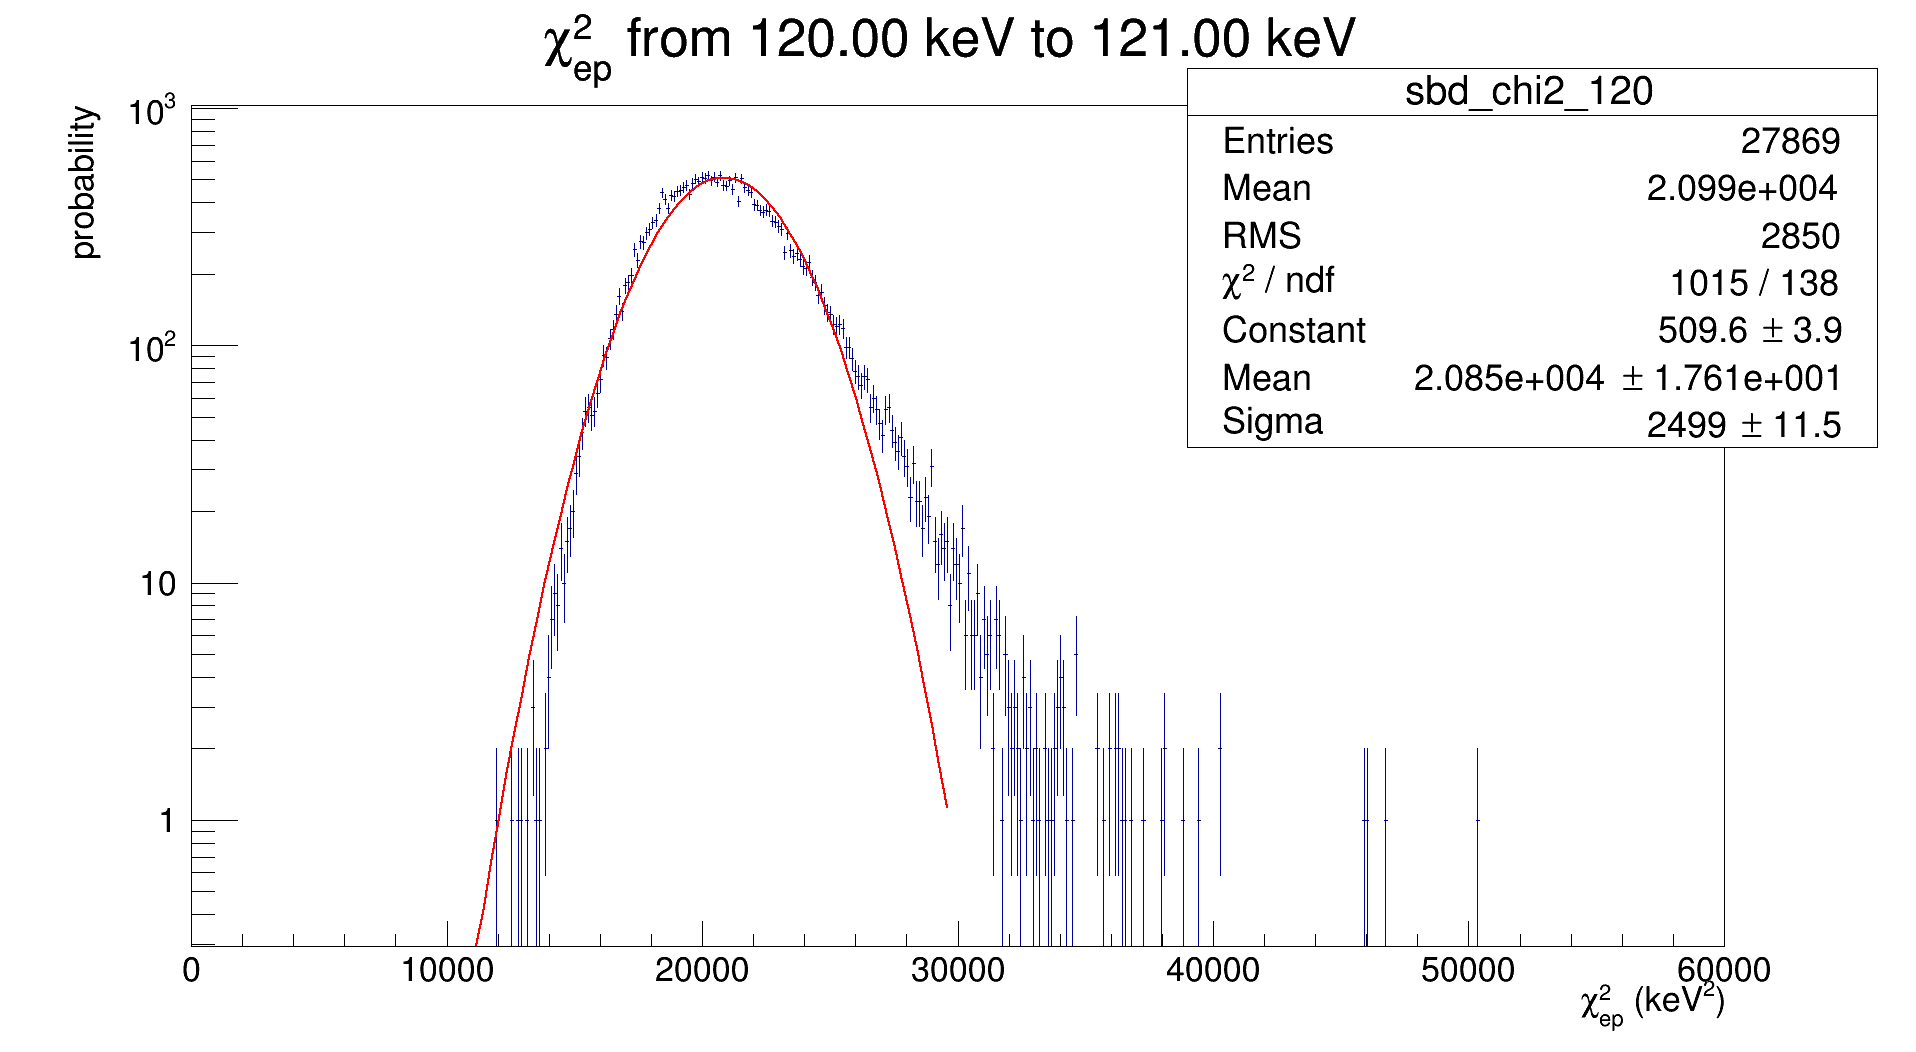 χ²ep from 120.00 keV to 121.00 keV
sbd_chi2_120
Entries 27869
Mean 2.099e+004
RMS 2850
χ² / ndf 1015 / 138
Constant 509.6 ± 3.9
Mean 2.085e+004 ± 1.761e+001
Sigma 2499 ± 11.5
probability
10³
10²
10
1
0 10000 20000 30000 40000 50000 60000
χ²ep (keV²)